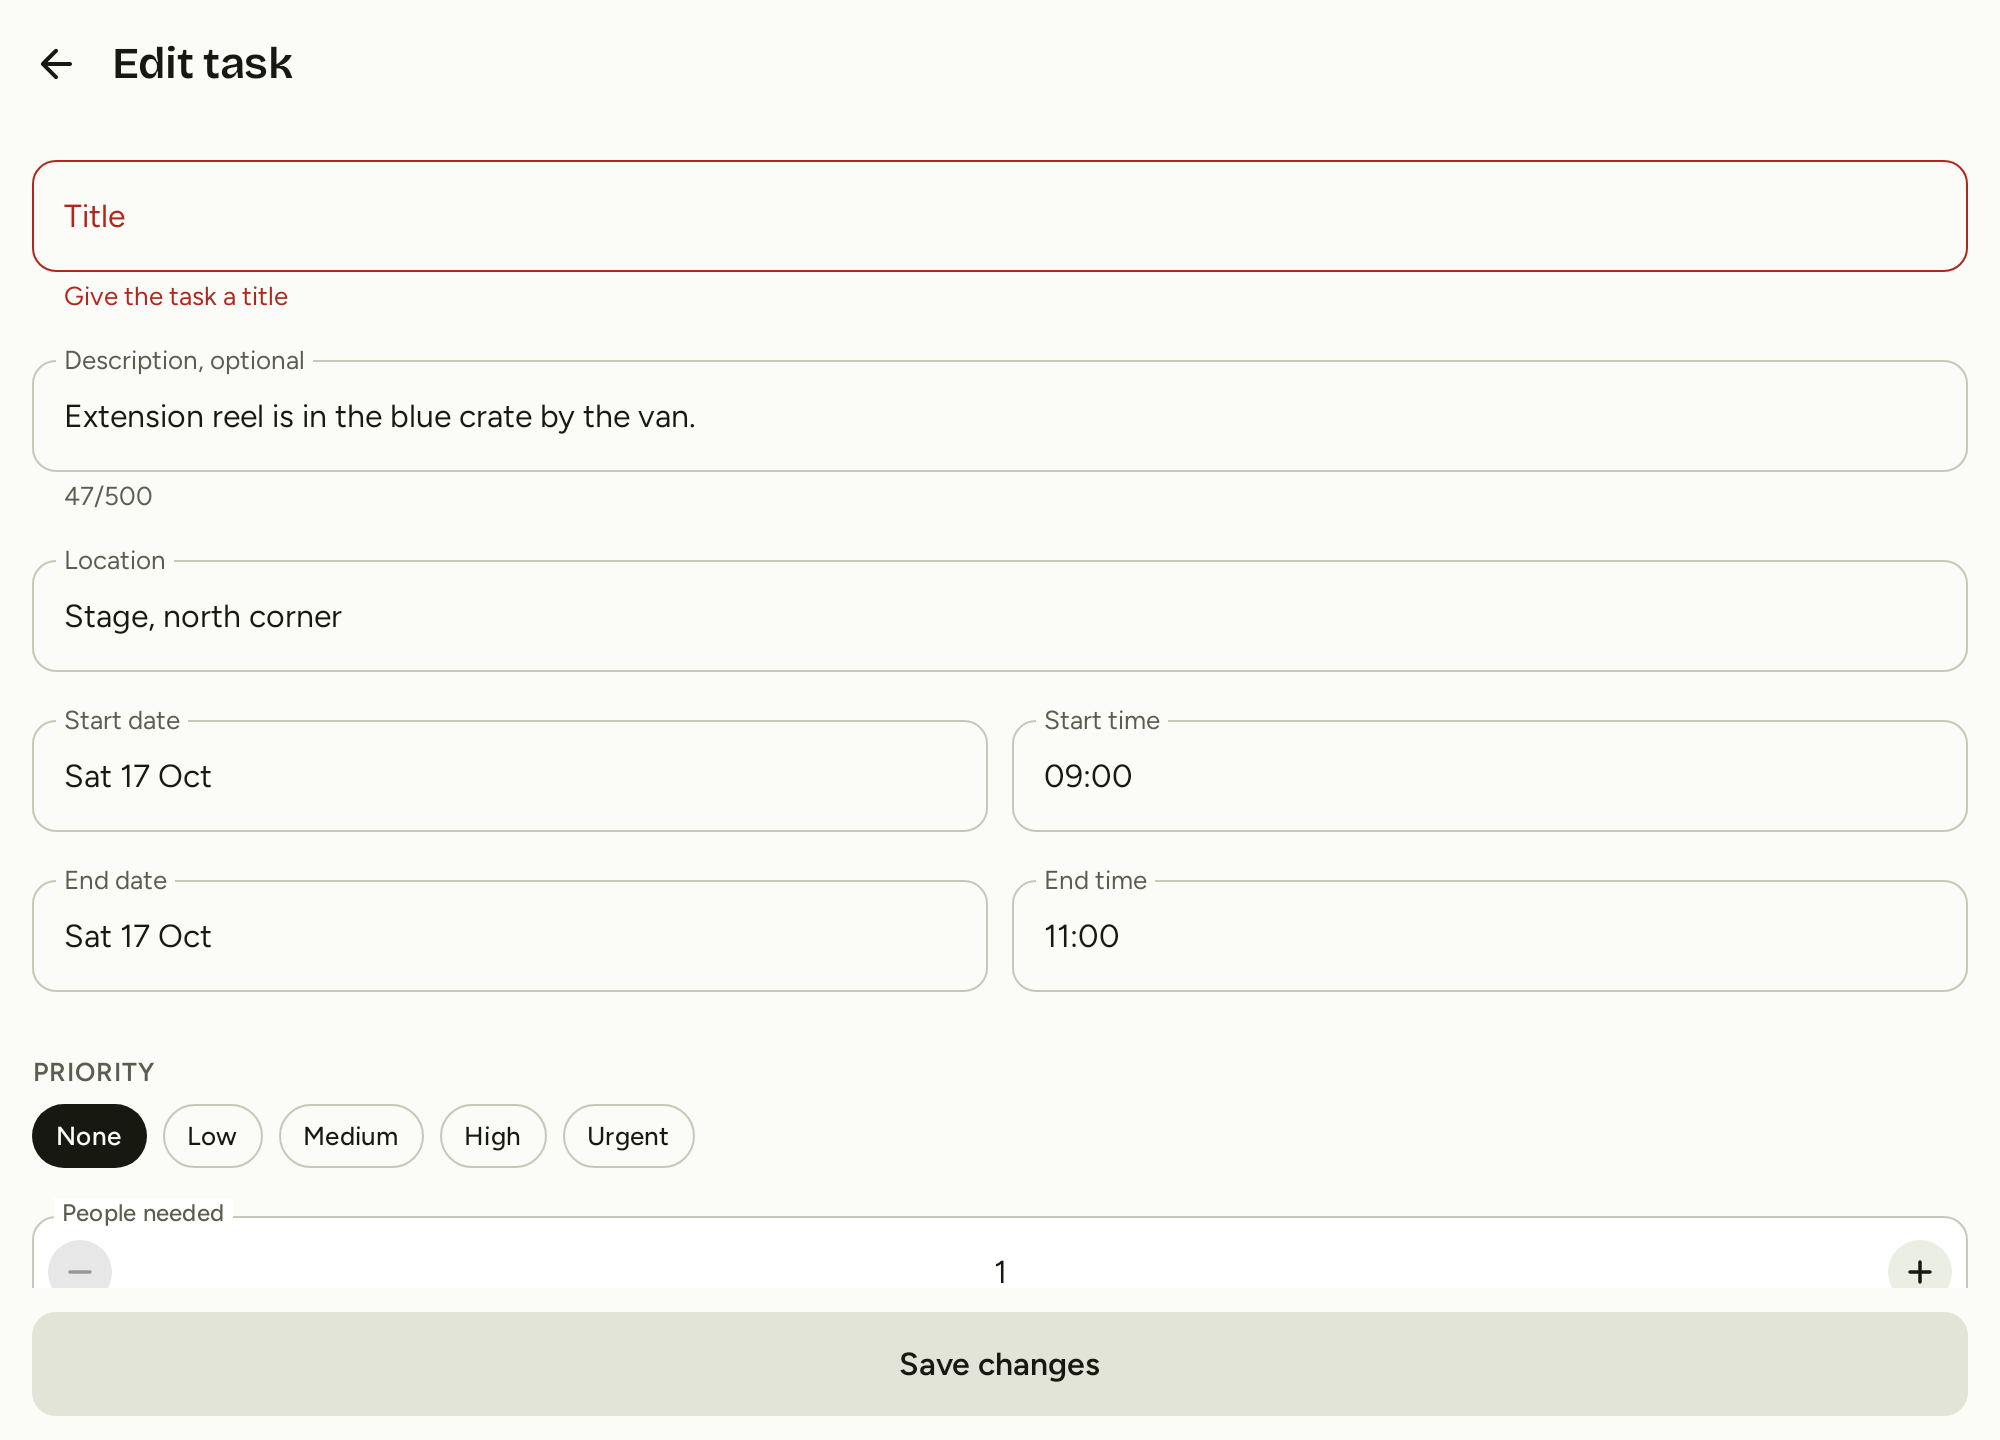 Edit task
Title
Give the task a title
Description, optional
Extension reel is in the blue crate by the van.
47/500
Location
Stage, north corner
Start date
Sat 17 Oct
Start time
09:00
End date
Sat 17 Oct
End time
11:00
PRIORITY
None
Low
Medium
High
Urgent
People needed
1
Save changes